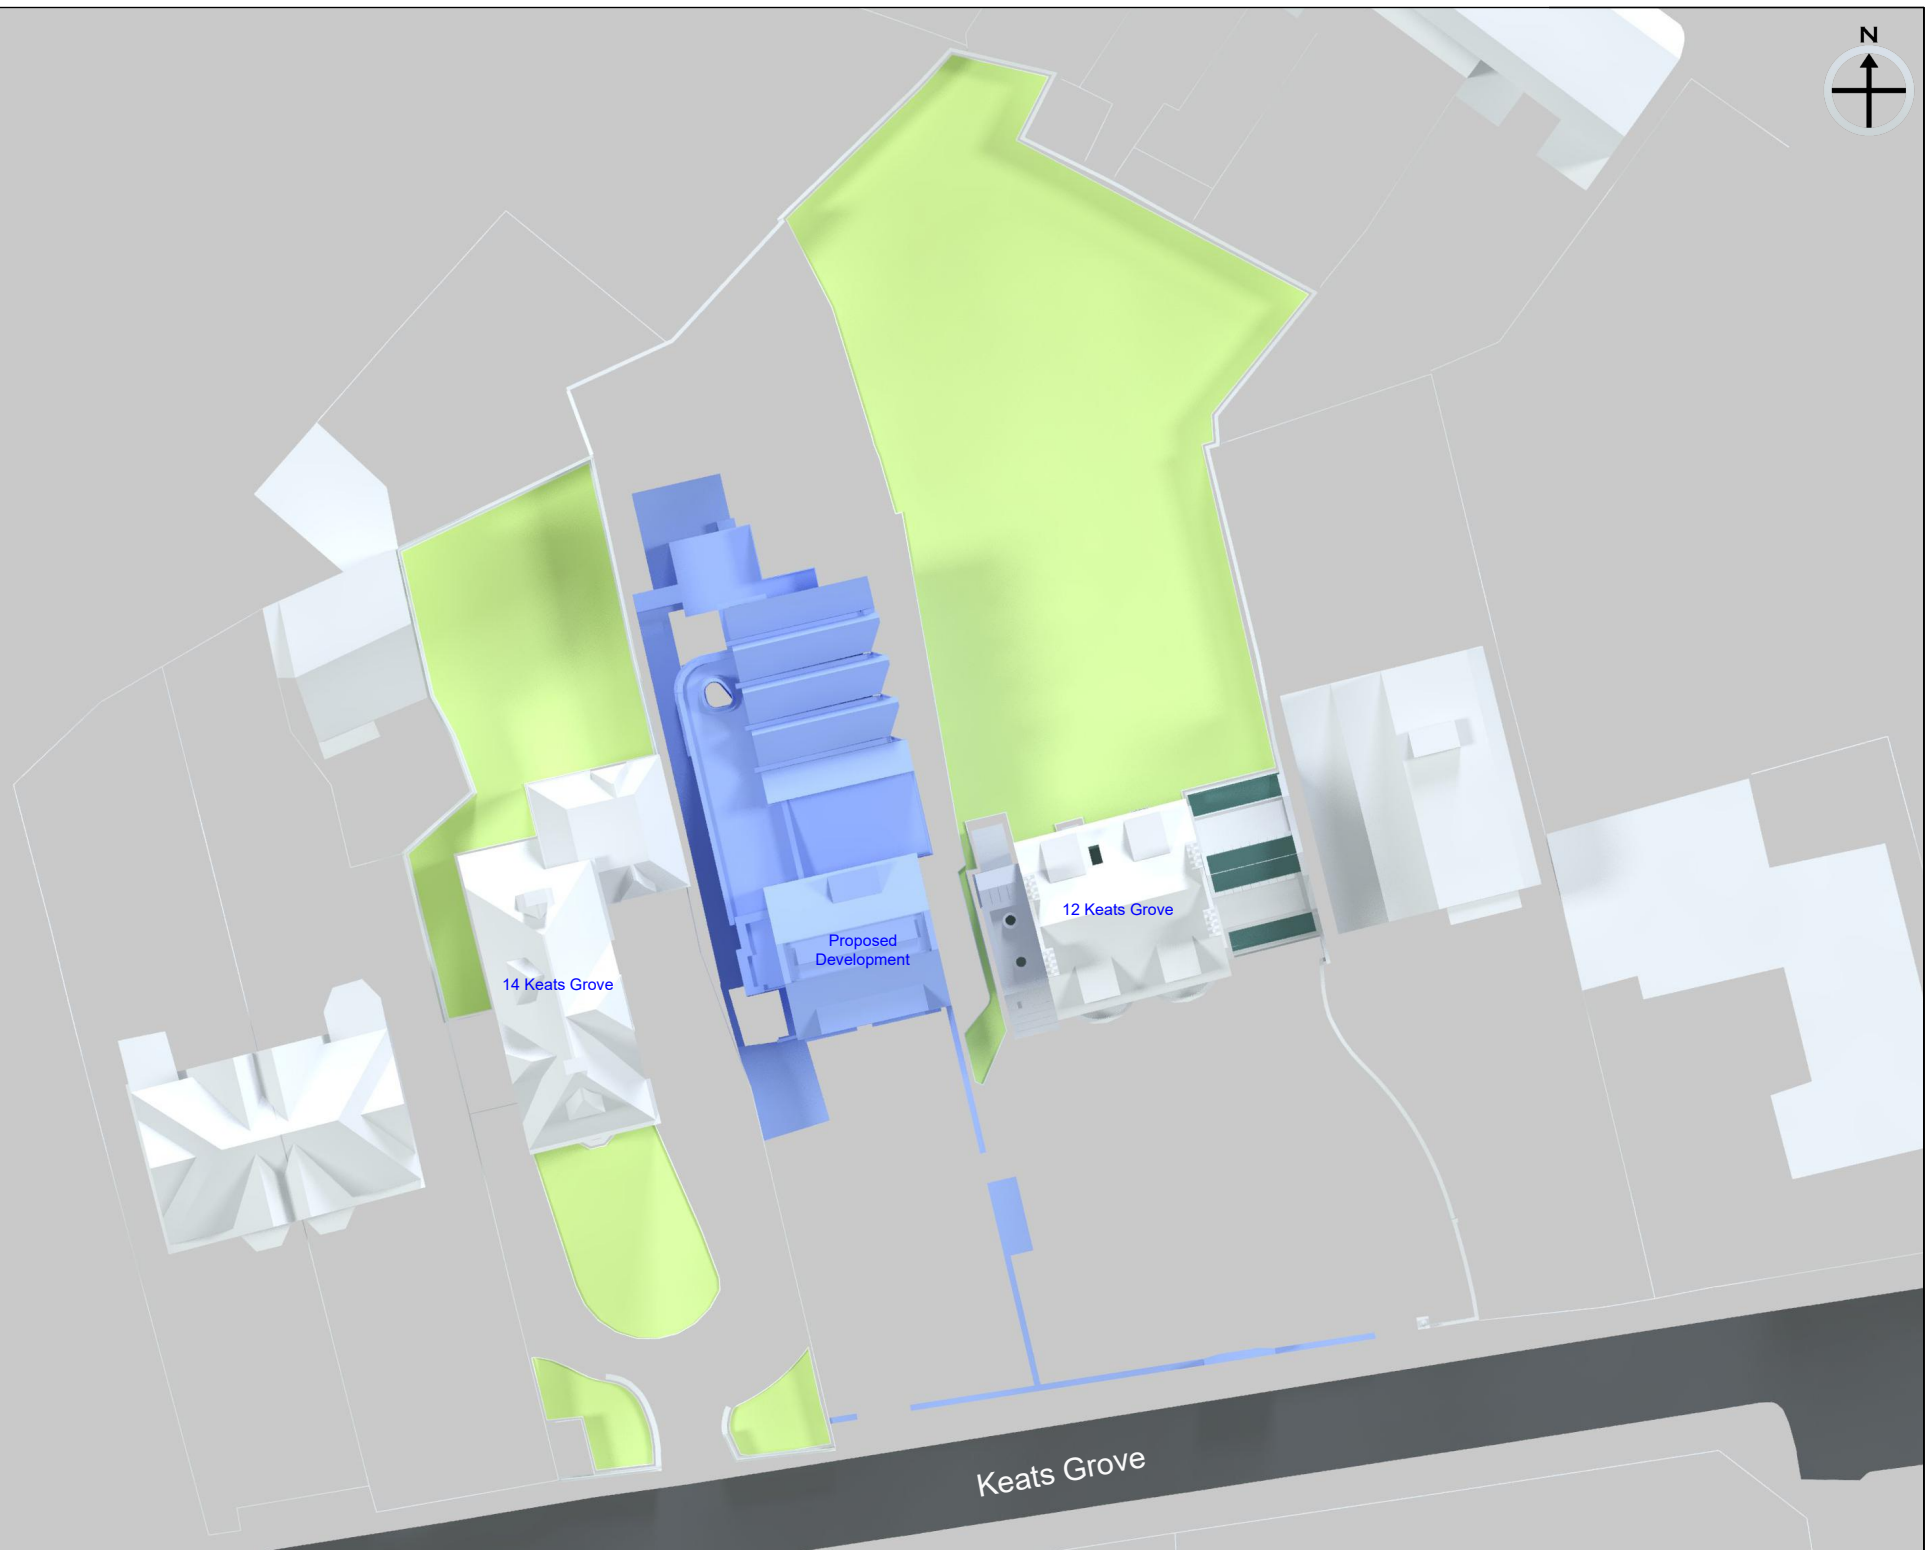 N
12 Keats Grove
Proposed
Development
14 Keats Grove
Keats Grove